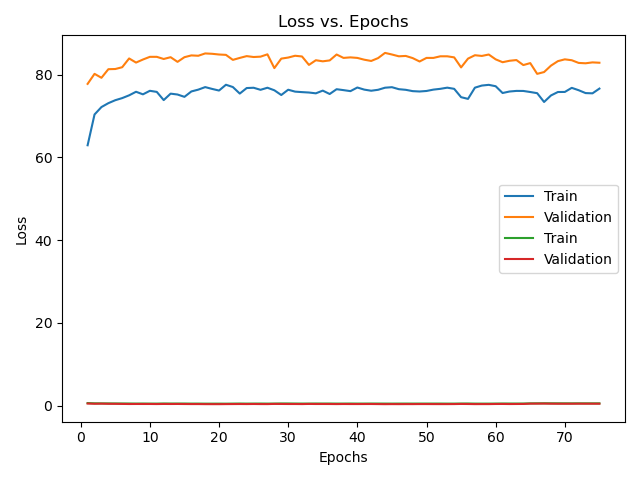 Loss vs. Epochs
Loss
80
60
40
20
0
Train
Validation
Train
Validation
0 10 20 30 40 50 60 70
Epochs